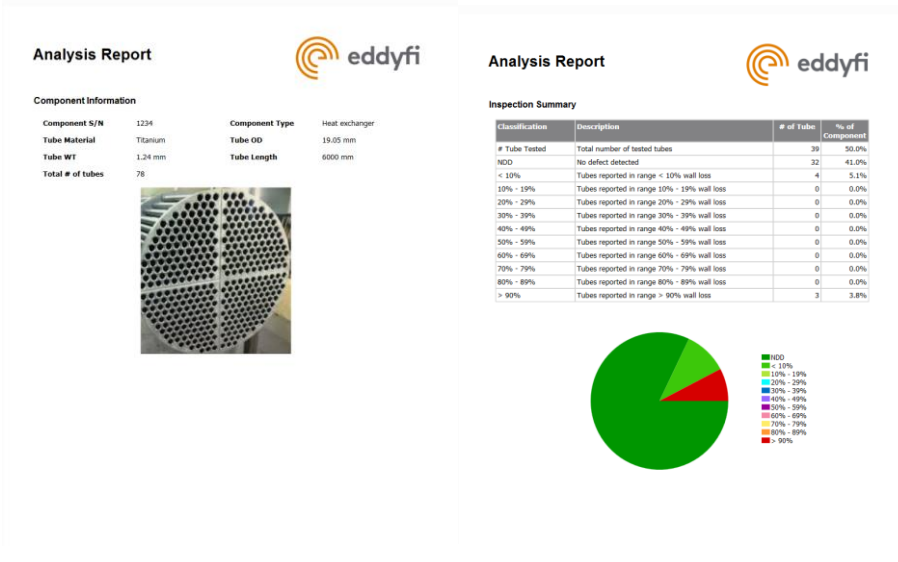 Analysis Report
eddyfi
Component Information
Component S/N 1234 Component Type Heat exchanger
Tube Material Titanium Tube OD 19.05 mm
Tube WT 1.24 mm Tube Length 6000 mm
Total # of tubes 78
Analysis Report
eddyfi
Inspection Summary
Classification Description # of Tube % of
Component
# Tube Tested Total number of tested tubes 39 50.0%
NDD No defect detected 32 41.0%
< 10% Tubes reported in range < 10% wall loss 4 5.1%
10% - 19% Tubes reported in range 10% - 19% wall loss 0 0.0%
20% - 29% Tubes reported in range 20% - 29% wall loss 0 0.0%
30% - 39% Tubes reported in range 30% - 39% wall loss 0 0.0%
40% - 49% Tubes reported in range 40% - 49% wall loss 0 0.0%
50% - 59% Tubes reported in range 50% - 59% wall loss 0 0.0%
60% - 69% Tubes reported in range 60% - 69% wall loss 0 0.0%
70% - 79% Tubes reported in range 70% - 79% wall loss 0 0.0%
80% - 89% Tubes reported in range 80% - 89% wall loss 0 0.0%
> 90% Tubes reported in range > 90% wall loss 3 3.8%
NDD
< 10%
10% - 19%
20% - 29%
30% - 39%
40% - 49%
50% - 59%
60% - 69%
70% - 79%
80% - 89%
> 90%